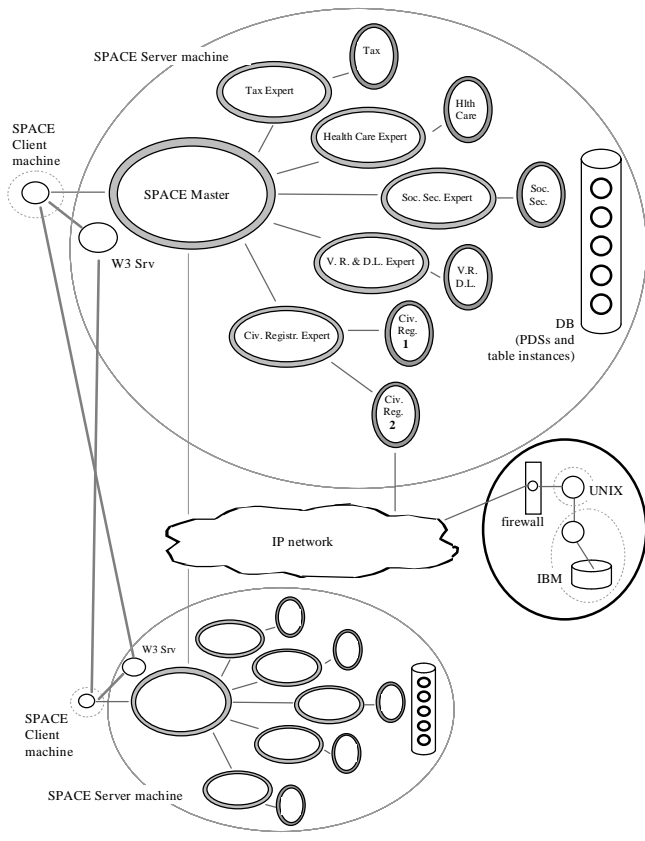 SPACE Server machine
Tax
Tax Expert
Hlth
Care
Health Care Expert
SPACE
Client
machine
SPACE Master
Soc. Sec. Expert
Soc.
Sec.
W3 Srv
V. R. & D.L. Expert
V.R.
D.L.
Civ. Registr. Expert
Civ.
Reg.
1
DB
(PDSs and
table instances)
Civ.
Reg.
2
UNIX
firewall
IP network
IBM
W3 Srv
SPACE
Client
machine
SPACE Server machine